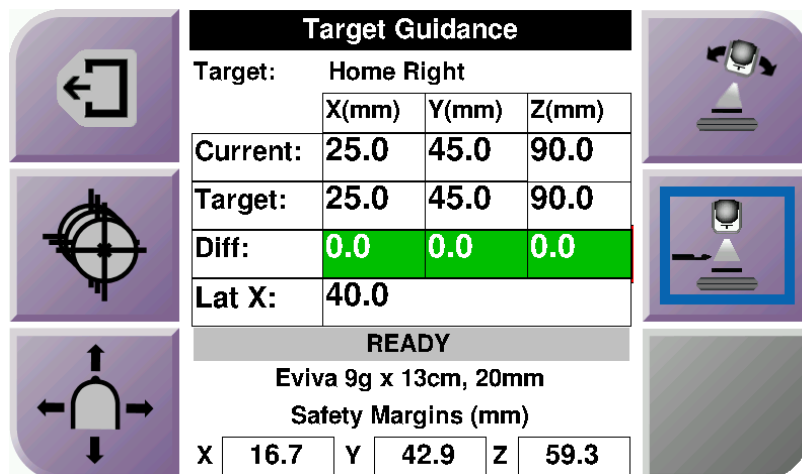 Target Guidance
Target: Home Right
X(mm) Y(mm) Z(mm)
Current: 25.0 45.0 90.0
Target: 25.0 45.0 90.0
Diff: 0.0 0.0 0.0
Lat X: 40.0
READY
Eviva 9g x 13cm, 20mm
Safety Margins (mm)
X 16.7 Y 42.9 Z 59.3